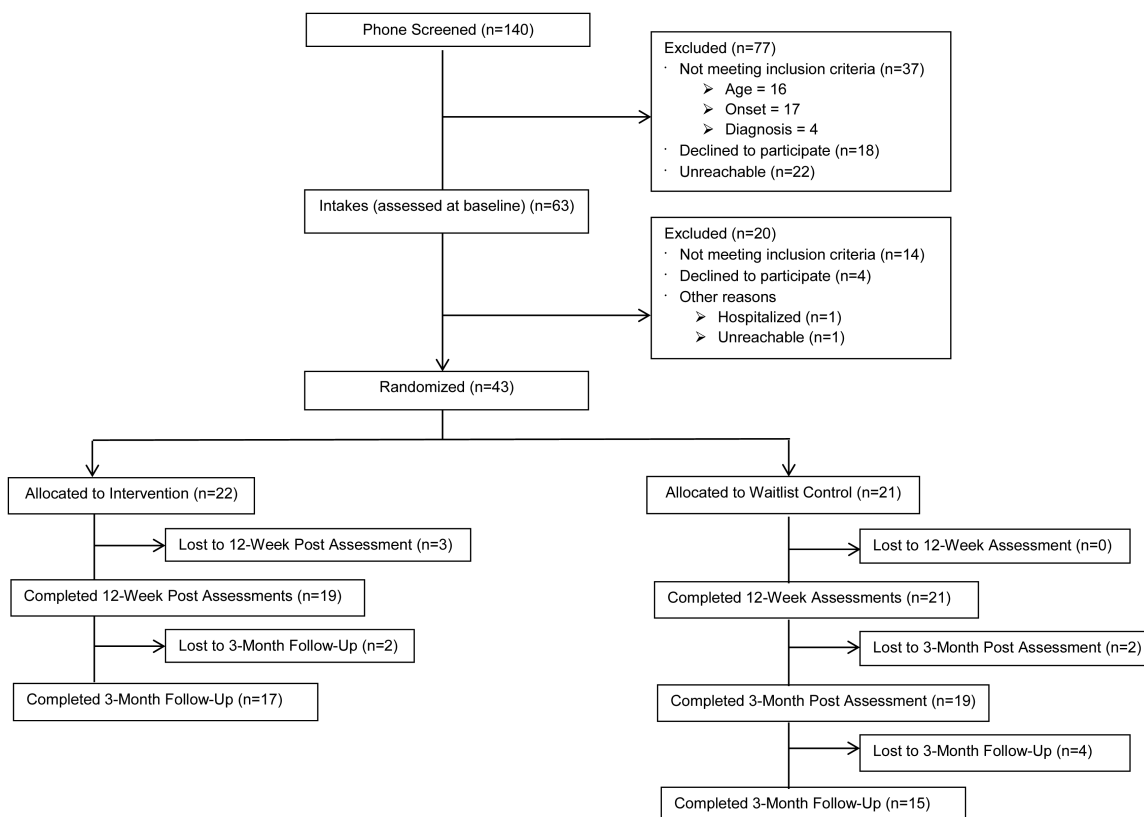 Phone Screened (n=140)
Excluded (n=77)
· Not meeting inclusion criteria (n=37)
➢ Age = 16
➢ Onset = 17
➢ Diagnosis = 4
· Declined to participate (n=18)
· Unreachable (n=22)
Intakes (assessed at baseline) (n=63)
Excluded (n=20)
· Not meeting inclusion criteria (n=14)
· Declined to participate (n=4)
· Other reasons
➢ Hospitalized (n=1)
➢ Unreachable (n=1)
Randomized (n=43)
Allocated to Intervention (n=22)
Lost to 12-Week Post Assessment (n=3)
Completed 12-Week Post Assessments (n=19)
Lost to 3-Month Follow-Up (n=2)
Completed 3-Month Follow-Up (n=17)
Allocated to Waitlist Control (n=21)
Lost to 12-Week Assessment (n=0)
Completed 12-Week Assessments (n=21)
Lost to 3-Month Post Assessment (n=2)
Completed 3-Month Post Assessment (n=19)
Lost to 3-Month Follow-Up (n=4)
Completed 3-Month Follow-Up (n=15)